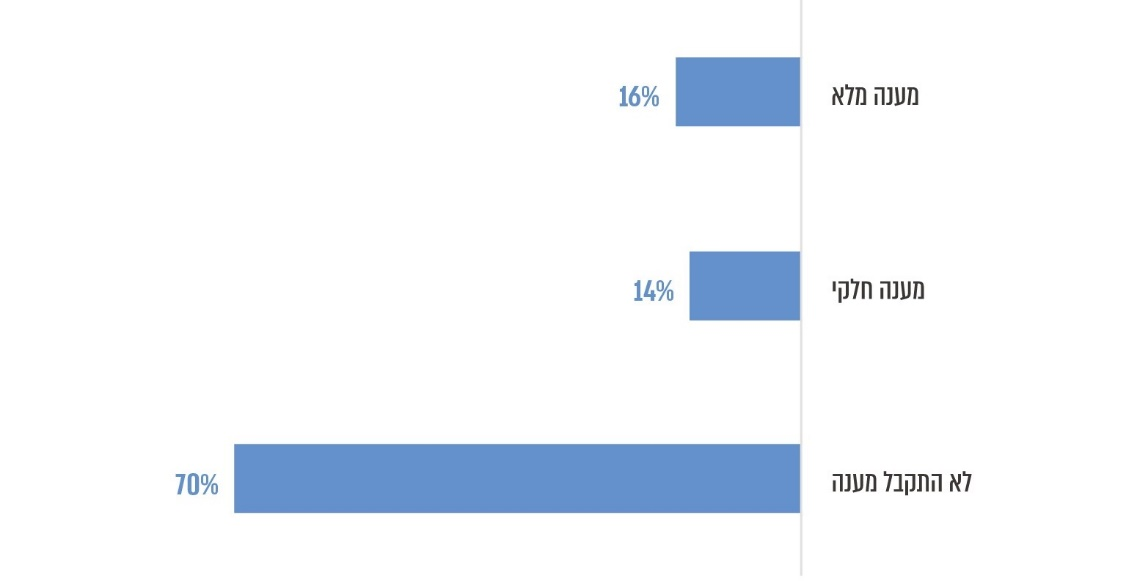 מענה מלא
16%
מענה חלקי
14%
לא התקבל מענה
70%